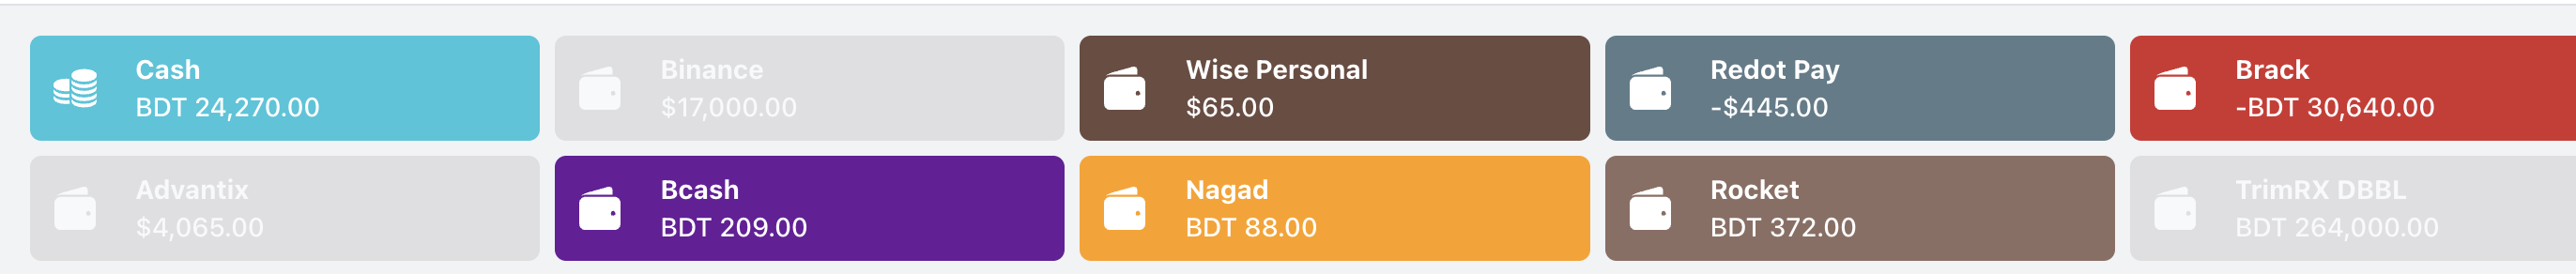 Cash
BDT 24,270.00
Binance
$17,000.00
Wise Personal
$65.00
Redot Pay
-$445.00
Brack
-BDT 30,640.00
Advantix
$4,065.00
Bcash
BDT 209.00
Nagad
BDT 88.00
Rocket
BDT 372.00
TrimRX DBBL
BDT 264,000.00